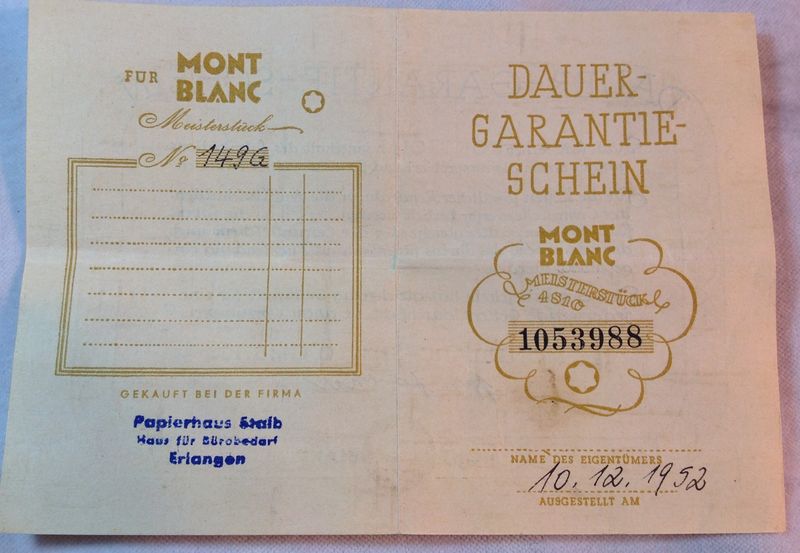 FÜR MONT
BLANC
Meisterstück
No 149G
GEKAUFT BEI DER FIRMA
Papierhaus Staib
Haus für Bürobedarf
Erlangen
DAUER-
GARANTIE-
SCHEIN
MONT
BLANC
MEISTERSTÜCK
4810
1053988
NAME DES EIGENTÜMERS
10. 12. 1952
AUSGESTELLT AM